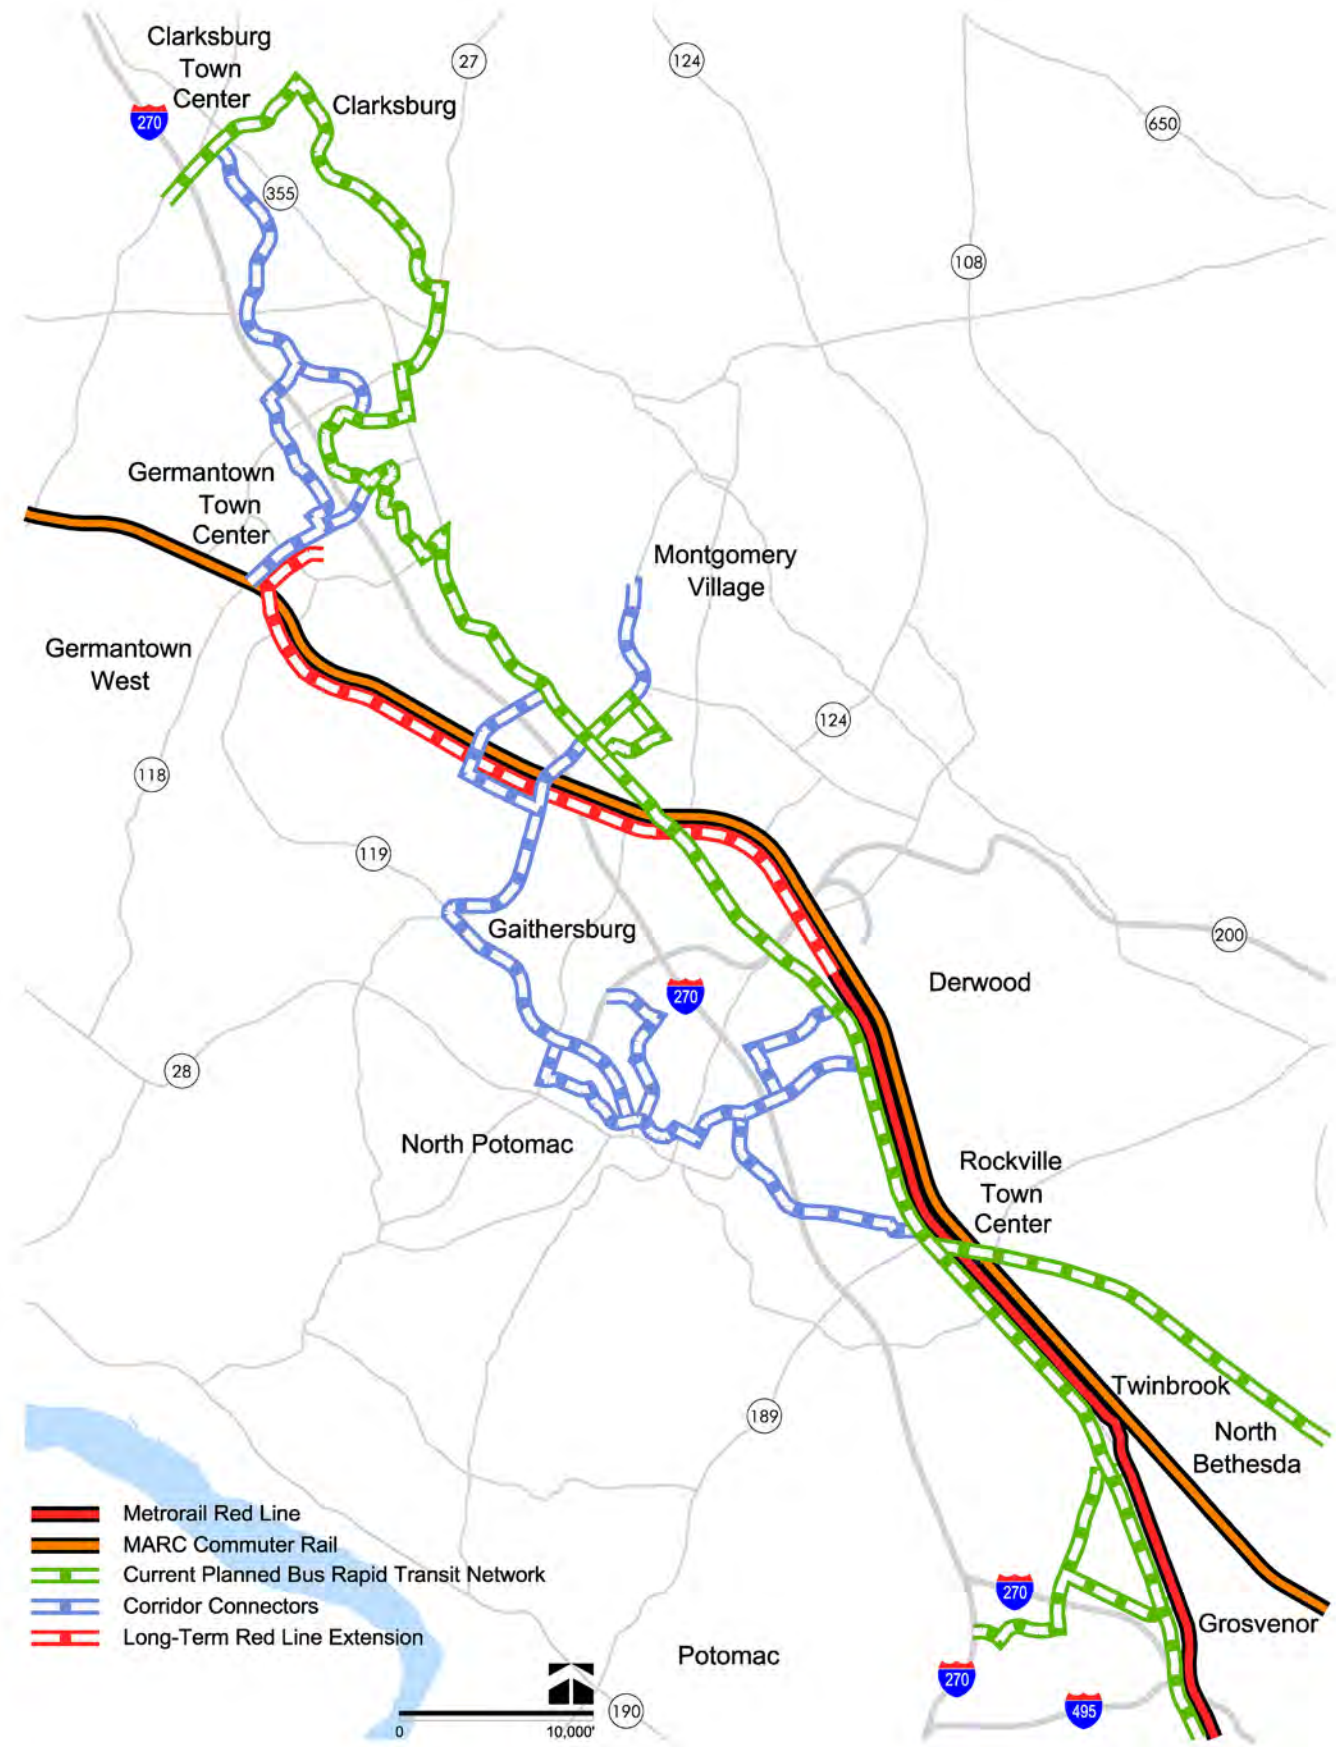 Clarksburg
Town
Center
27
124
Clarksburg
270
650
355
108
Germantown
Town
Center
Montgomery
Village
Germantown
West
124
118
119
Gaithersburg
200
Derwood
270
28
North Potomac
Rockville
Town
Center
Twinbrook
189
North
Bethesda
Metrorail Red Line
MARC Commuter Rail
Current Planned Bus Rapid Transit Network
Corridor Connectors
Long-Term Red Line Extension
270
Grosvenor
Potomac
270
495
190
0
10,000'